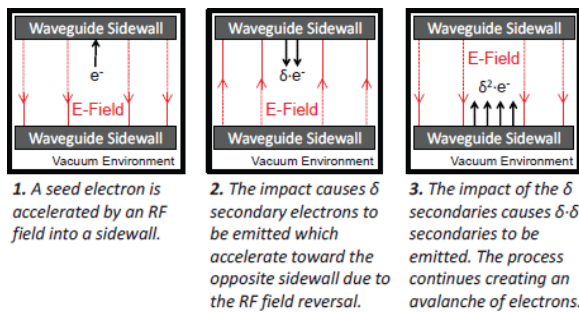 Waveguide Sidewall
e-
E-Field
Waveguide Sidewall
Vacuum Environment
1. A seed electron is
accelerated by an RF
field into a sidewall.
Waveguide Sidewall
δ·e-
E-Field
Waveguide Sidewall
Vacuum Environment
2. The impact causes δ
secondary electrons to
be emitted which
accelerate toward the
opposite sidewall due to
the RF field reversal.
Waveguide Sidewall
E-Field
δ²·e-
Waveguide Sidewall
Vacuum Environment
3. The impact of the δ
secondaries causes δ·δ
secondaries to be
emitted. The process
continues creating an
avalanche of electrons.